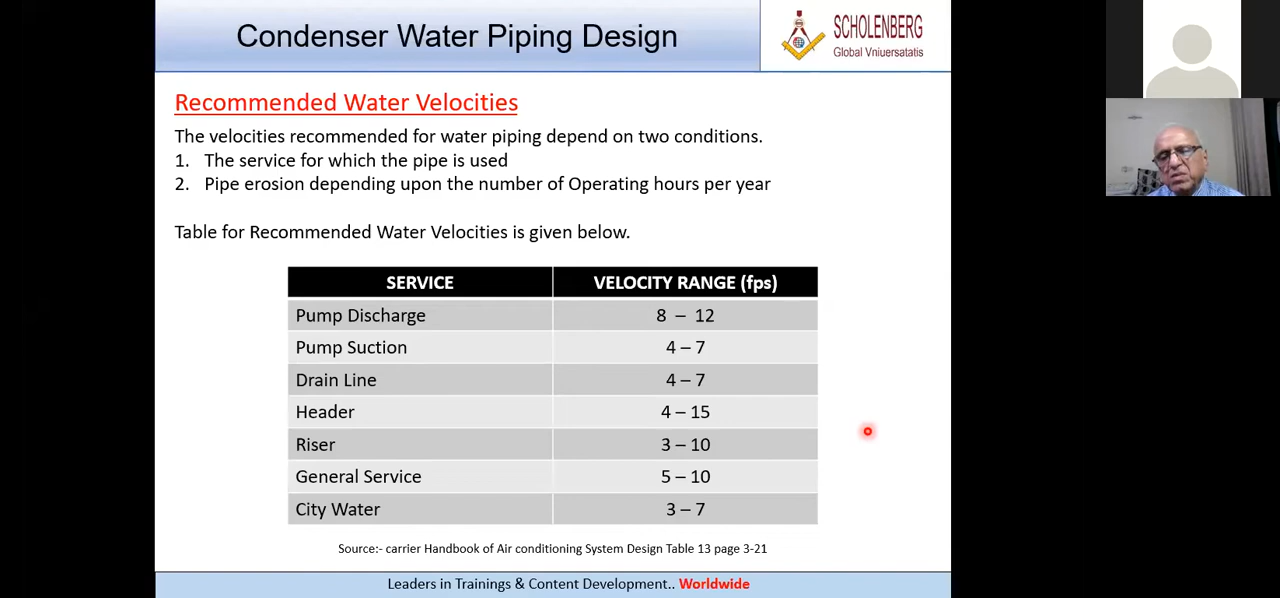 Condenser Water Piping Design
SCHOLENBERG
Global Vniuersatatis
Recommended Water Velocities
The velocities recommended for water piping depend on two conditions.
1. The service for which the pipe is used
2. Pipe erosion depending upon the number of Operating hours per year
Table for Recommended Water Velocities is given below.
SERVICE VELOCITY RANGE (fps)
Pump Discharge 8 – 12
Pump Suction 4 – 7
Drain Line 4 – 7
Header 4 – 15
Riser 3 – 10
General Service 5 – 10
City Water 3 – 7
Source:- carrier Handbook of Air conditioning System Design Table 13 page 3-21
Leaders in Trainings & Content Development.. Worldwide